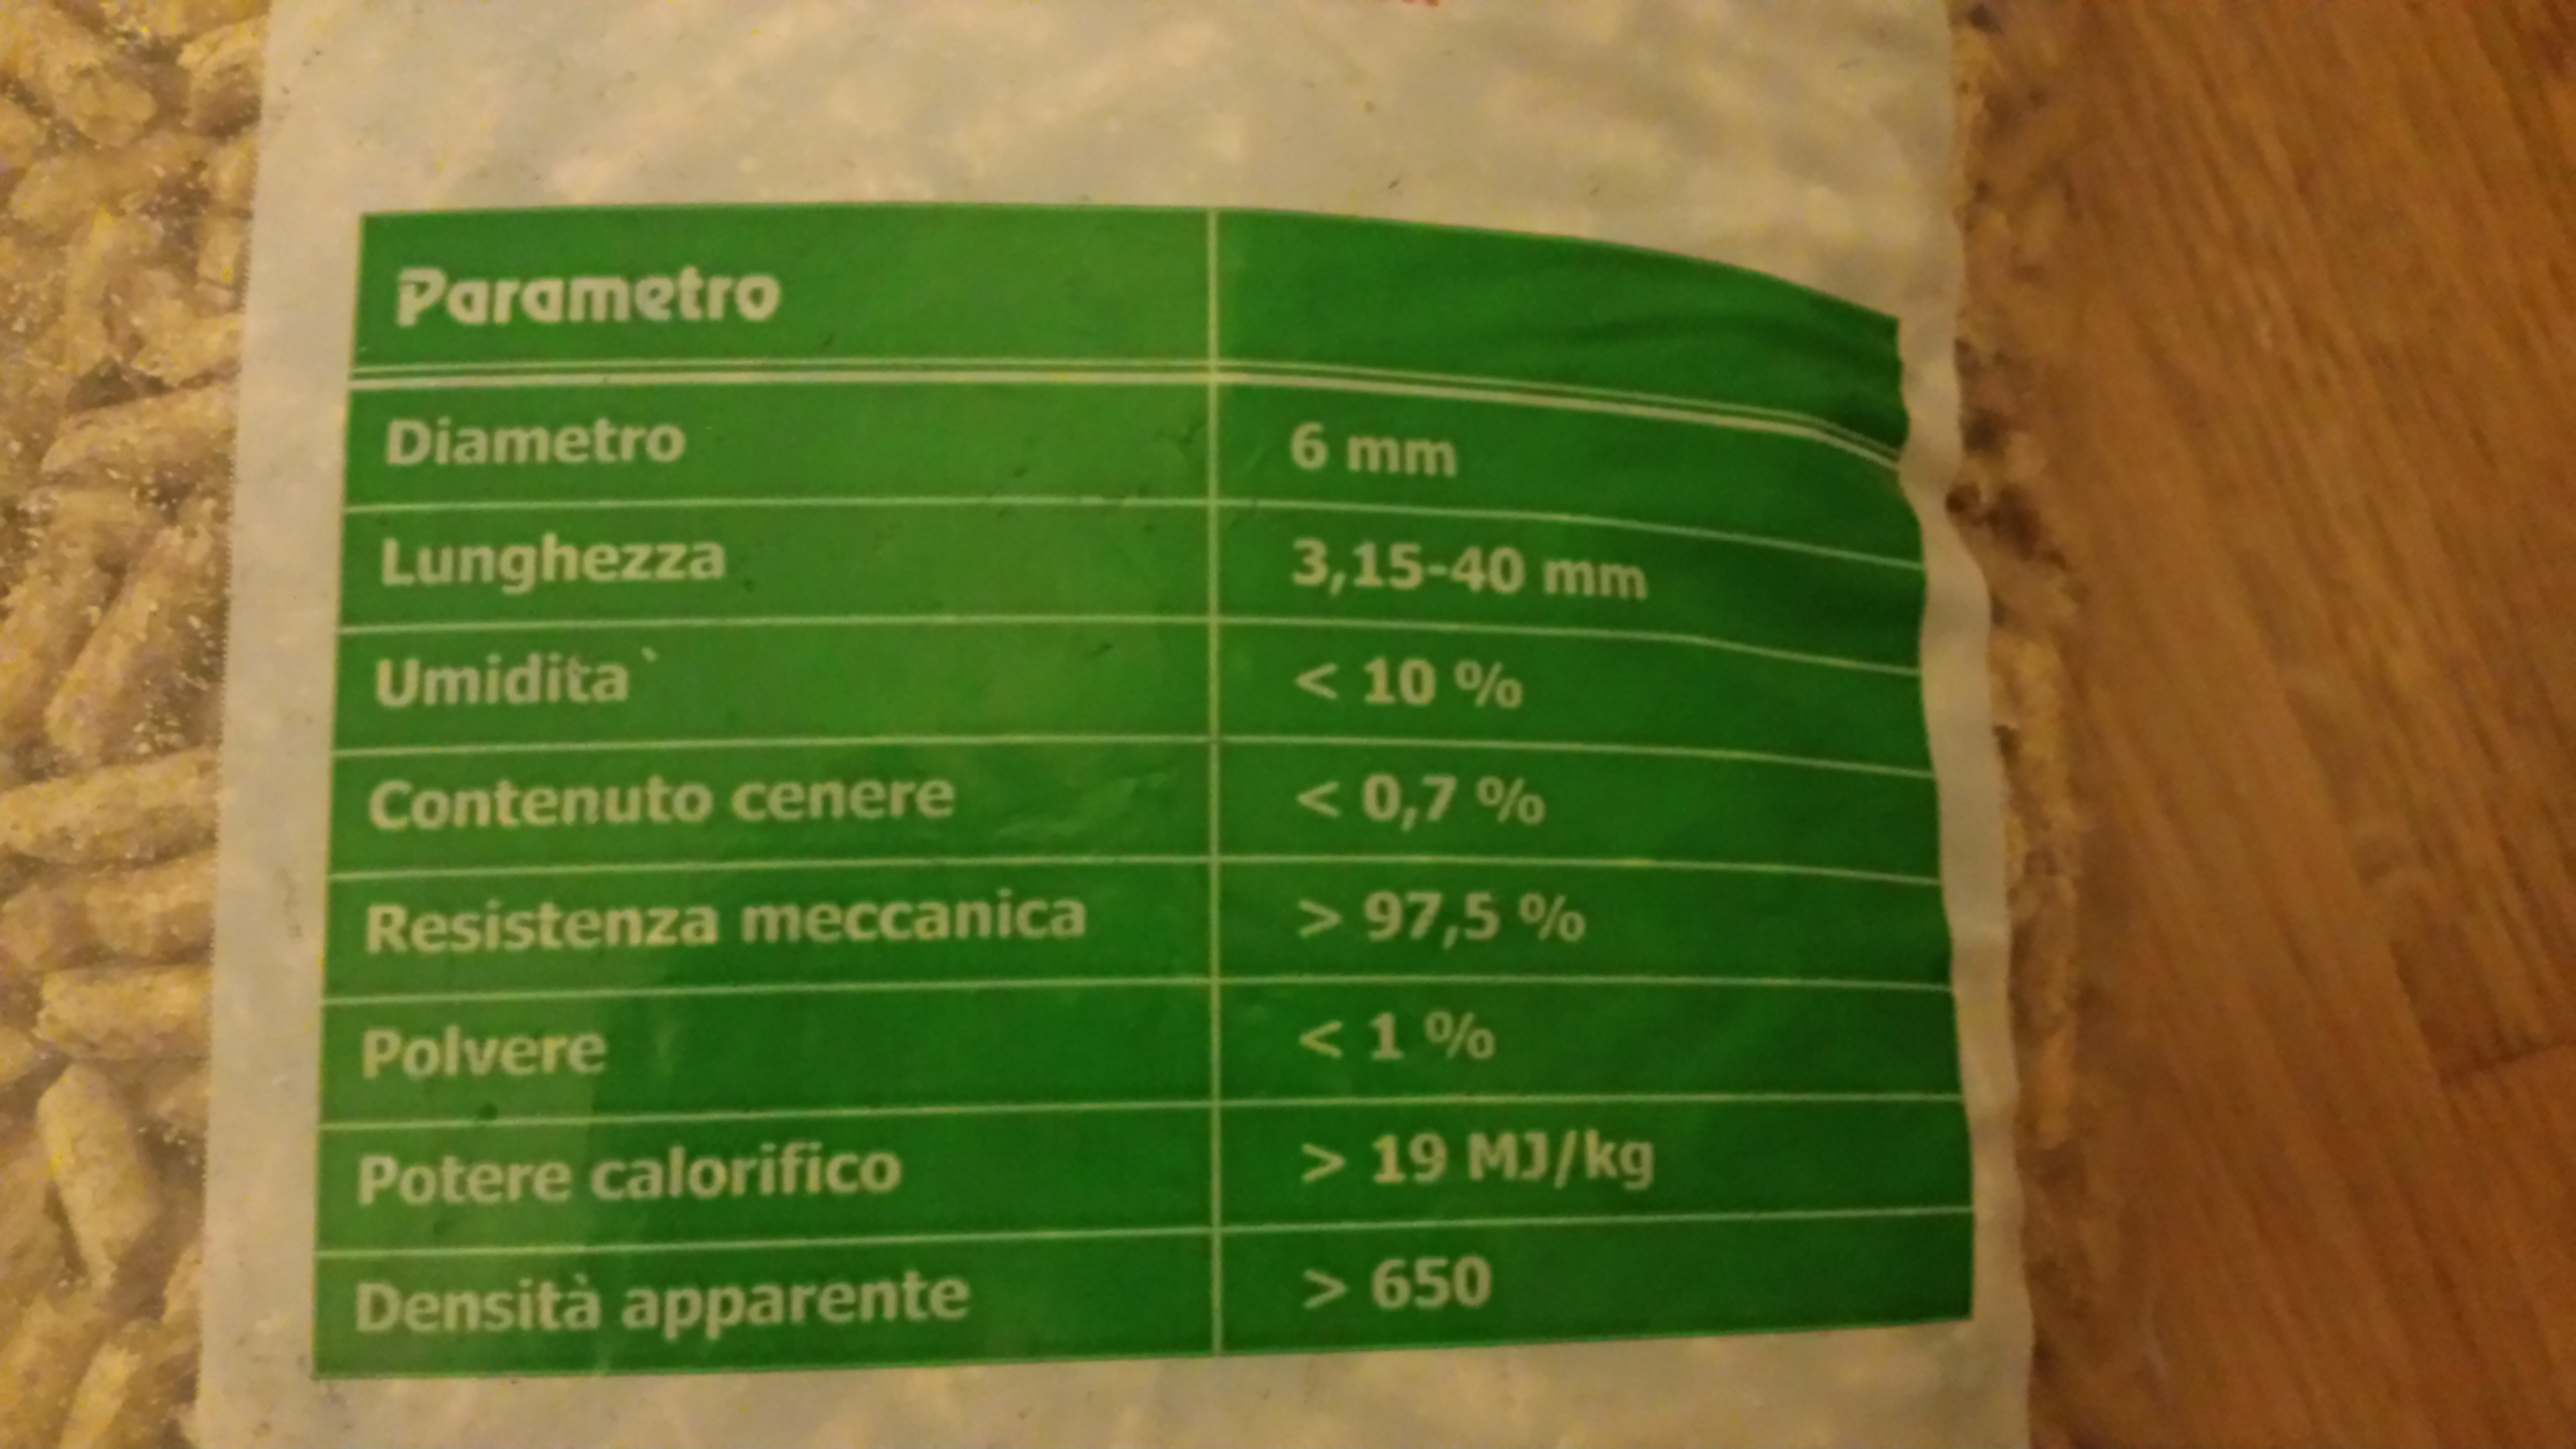 Parametro
Diametro 6 mm
Lunghezza 3,15-40 mm
Umidita` < 10 %
Contenuto cenere < 0,7 %
Resistenza meccanica > 97,5 %
Polvere < 1 %
Potere calorifico > 19 MJ/kg
Densità apparente > 650